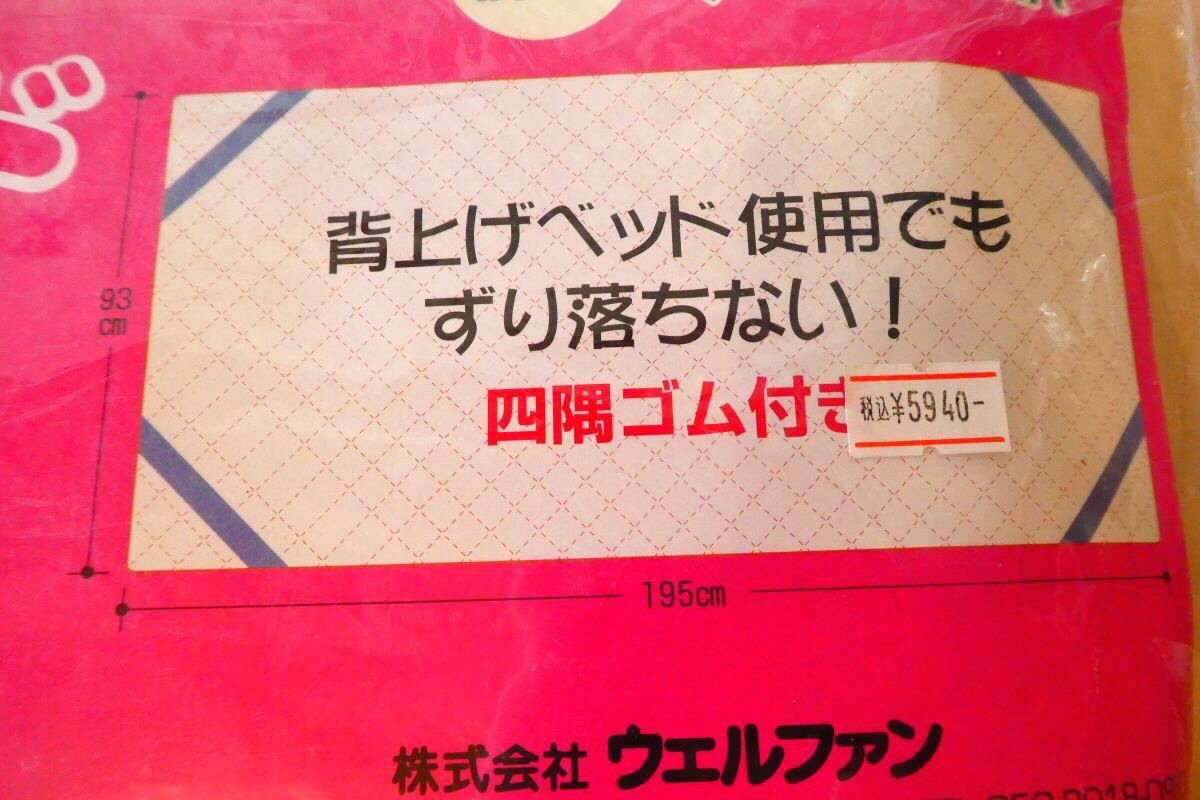 背上げベッド使用でも
ずり落ちない！
四隅ゴム付き
税込¥5940-
93
cm
195cm
株式会社 ウェルファン